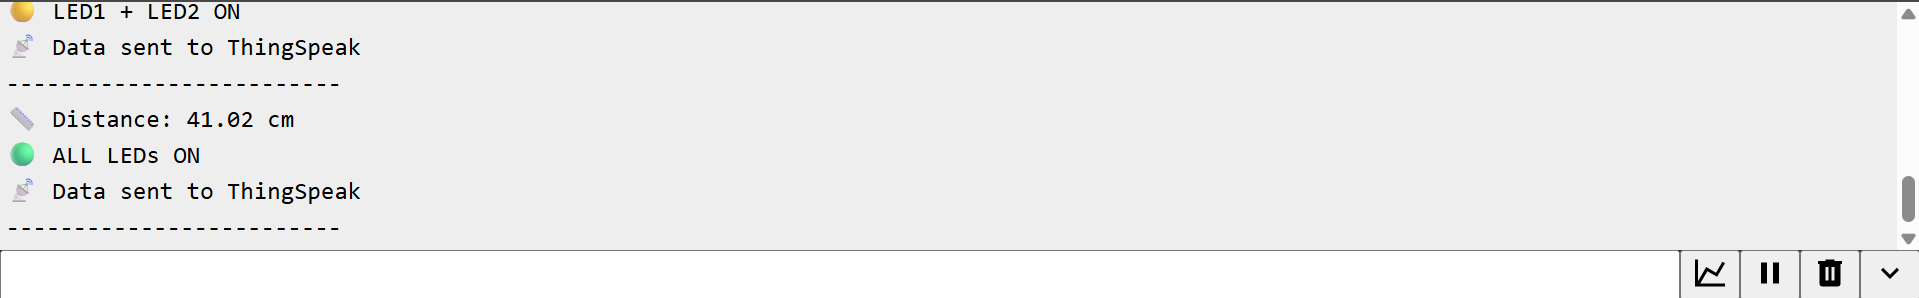 🟡 LED1 + LED2 ON
📡 Data sent to ThingSpeak
-------------------------
📏 Distance: 41.02 cm
🟢 ALL LEDs ON
📡 Data sent to ThingSpeak
-------------------------